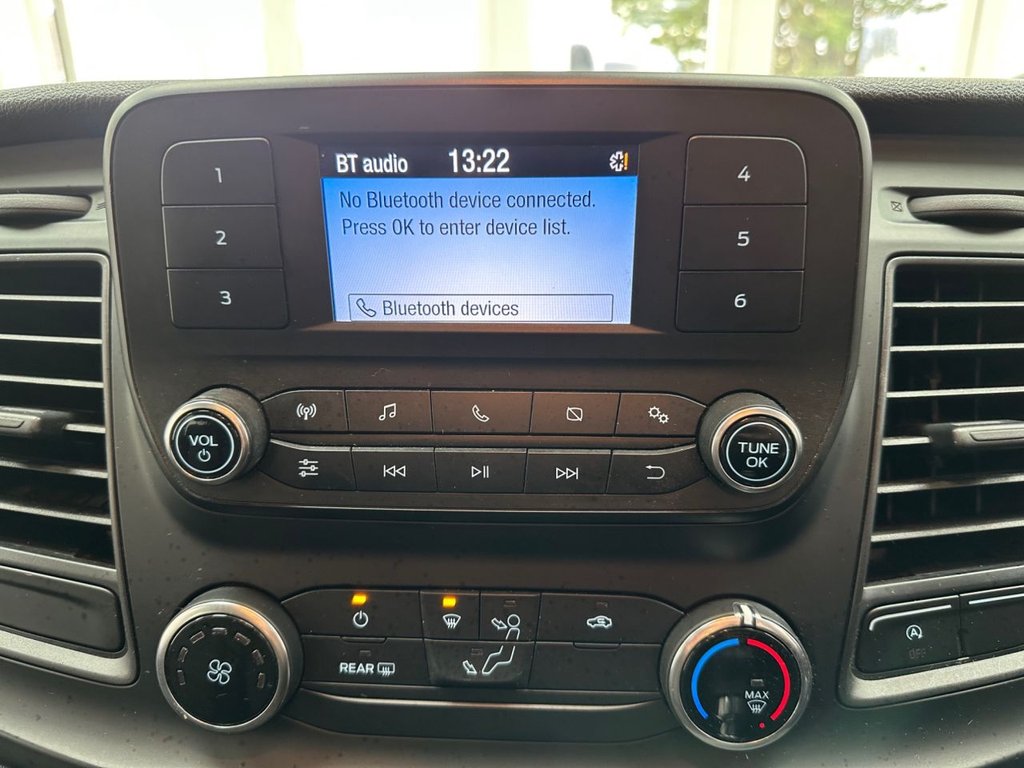 BT audio 13:22
No Bluetooth device connected.
Press OK to enter device list.
Bluetooth devices
1
2
3
4
5
6
VOL
TUNE
OK
REAR
MAX
A
OFF